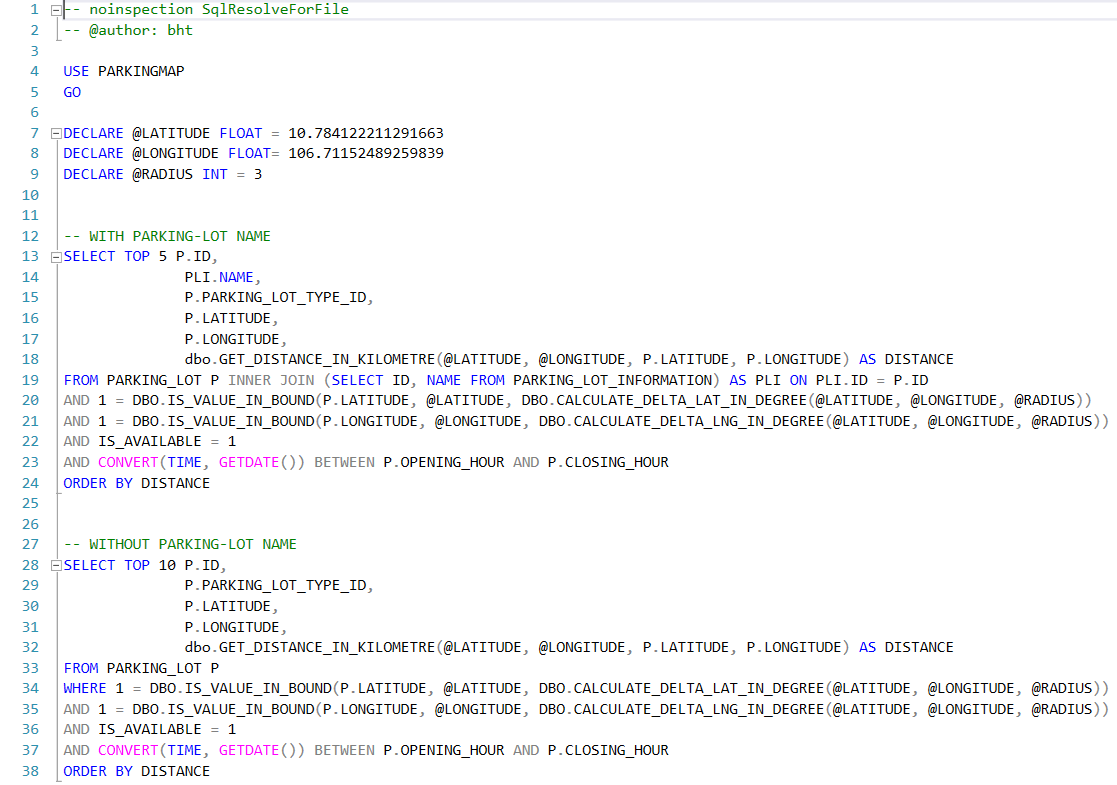 1 -- noinspection SqlResolveForFile
2 -- @author: bht
3
4 USE PARKINGMAP
5 GO
6
7 DECLARE @LATITUDE FLOAT = 10.784122211291663
8 DECLARE @LONGITUDE FLOAT= 106.71152489259839
9 DECLARE @RADIUS INT = 3
10
11
12 -- WITH PARKING-LOT NAME
13 SELECT TOP 5 P.ID,
14 PLI.NAME,
15 P.PARKING_LOT_TYPE_ID,
16 P.LATITUDE,
17 P.LONGITUDE,
18 dbo.GET_DISTANCE_IN_KILOMETRE(@LATITUDE, @LONGITUDE, P.LATITUDE, P.LONGITUDE) AS DISTANCE
19 FROM PARKING_LOT P INNER JOIN (SELECT ID, NAME FROM PARKING_LOT_INFORMATION) AS PLI ON PLI.ID = P.ID
20 AND 1 = DBO.IS_VALUE_IN_BOUND(P.LATITUDE, @LATITUDE, DBO.CALCULATE_DELTA_LAT_IN_DEGREE(@LATITUDE, @LONGITUDE, @RADIUS))
21 AND 1 = DBO.IS_VALUE_IN_BOUND(P.LONGITUDE, @LONGITUDE, DBO.CALCULATE_DELTA_LNG_IN_DEGREE(@LATITUDE, @LONGITUDE, @RADIUS))
22 AND IS_AVAILABLE = 1
23 AND CONVERT(TIME, GETDATE()) BETWEEN P.OPENING_HOUR AND P.CLOSING_HOUR
24 ORDER BY DISTANCE
25
26
27 -- WITHOUT PARKING-LOT NAME
28 SELECT TOP 10 P.ID,
29 P.PARKING_LOT_TYPE_ID,
30 P.LATITUDE,
31 P.LONGITUDE,
32 dbo.GET_DISTANCE_IN_KILOMETRE(@LATITUDE, @LONGITUDE, P.LATITUDE, P.LONGITUDE) AS DISTANCE
33 FROM PARKING_LOT P
34 WHERE 1 = DBO.IS_VALUE_IN_BOUND(P.LATITUDE, @LATITUDE, DBO.CALCULATE_DELTA_LAT_IN_DEGREE(@LATITUDE, @LONGITUDE, @RADIUS))
35 AND 1 = DBO.IS_VALUE_IN_BOUND(P.LONGITUDE, @LONGITUDE, DBO.CALCULATE_DELTA_LNG_IN_DEGREE(@LATITUDE, @LONGITUDE, @RADIUS))
36 AND IS_AVAILABLE = 1
37 AND CONVERT(TIME, GETDATE()) BETWEEN P.OPENING_HOUR AND P.CLOSING_HOUR
38 ORDER BY DISTANCE